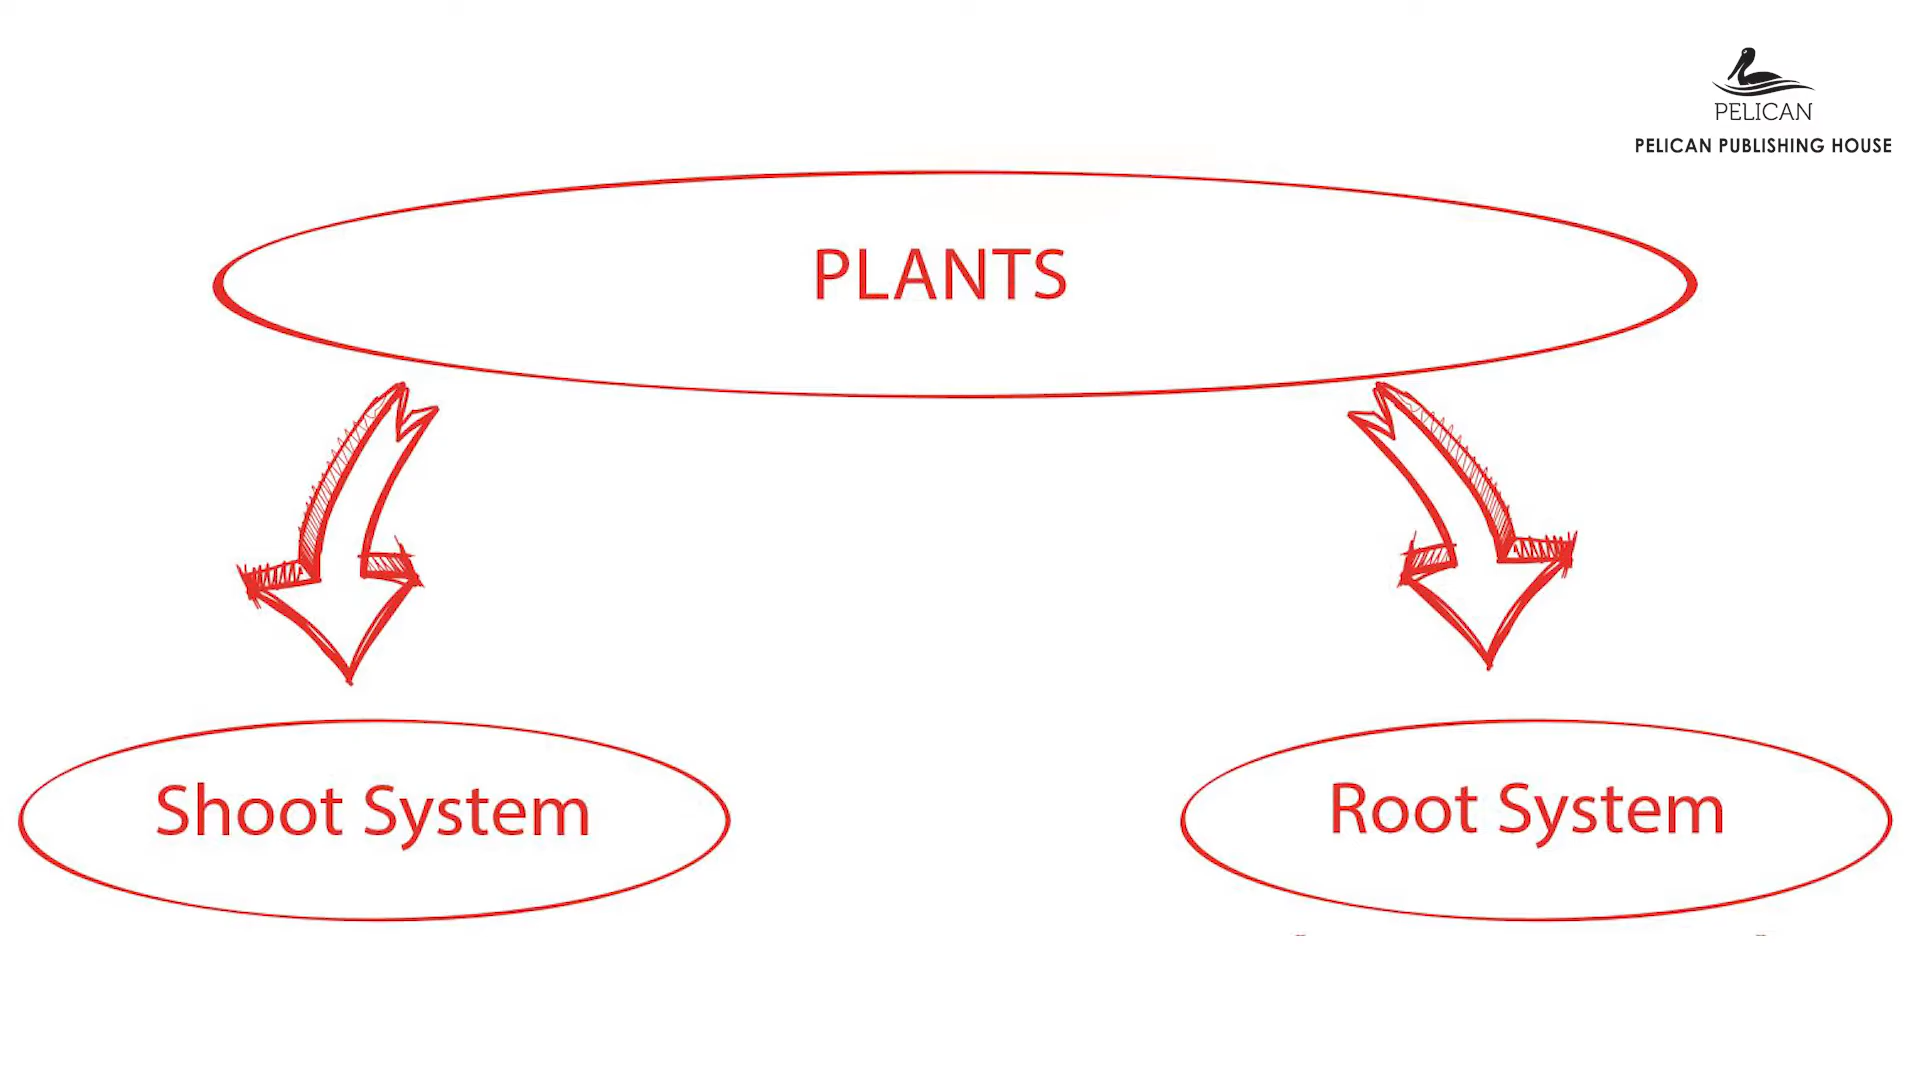 PELICAN
PELICAN PUBLISHING HOUSE
PLANTS
Shoot System
Root System